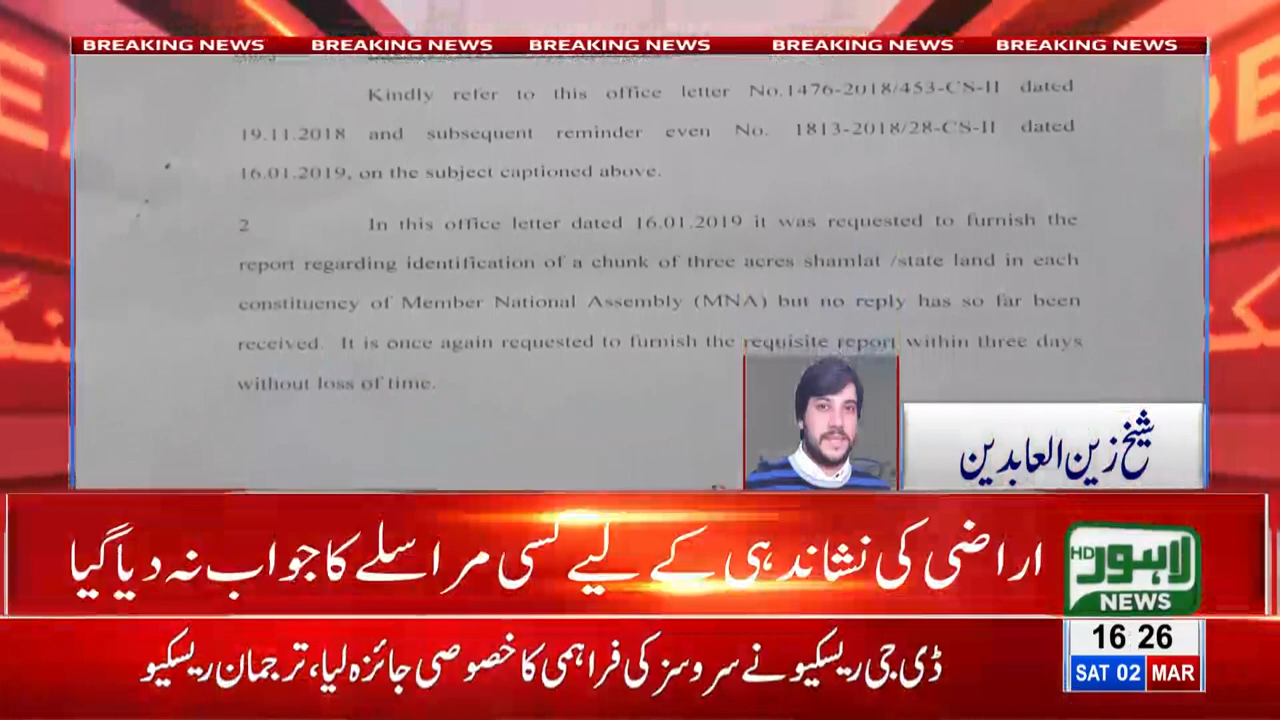 BREAKING NEWS BREAKING NEWS BREAKING NEWS BREAKING NEWS BREAKING NEWS
Kindly refer to this office letter No.1476-2018/453-CS-II dated
19.11.2018 and subsequent reminder even No. 1813-2018/28-CS-II dated
16.01.2019, on the subject captioned above.
2 In this office letter dated 16.01.2019 it was requested to furnish the
report regarding identification of a chunk of three acres shamlat /state land in each
constituency of Member National Assembly (MNA) but no reply has so far been
received. It is once again requested to furnish the requisite report within three days
without loss of time.
شیخ زین العابدین
اراضی کی نشاندہی کے لیے کسی مراسلے کا جواب نہ دیا گیا
لاہور HD
NEWS
ڈی جی ریسکیو نے سروسز کی فراہمی کا خصوصی جائزہ لیا، ترجمان ریسکیو
16 26
SAT 02 MAR